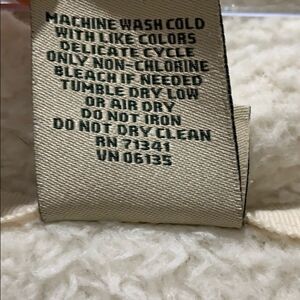 MACHINE WASH COLD
WITH LIKE COLORS
DELICATE CYCLE
ONLY NON-CHLORINE
BLEACH IF NEEDED
TUMBLE DRY LOW
OR AIR DRY
DO NOT IRON
DO NOT DRY CLEAN
RN 71341
VN 06135